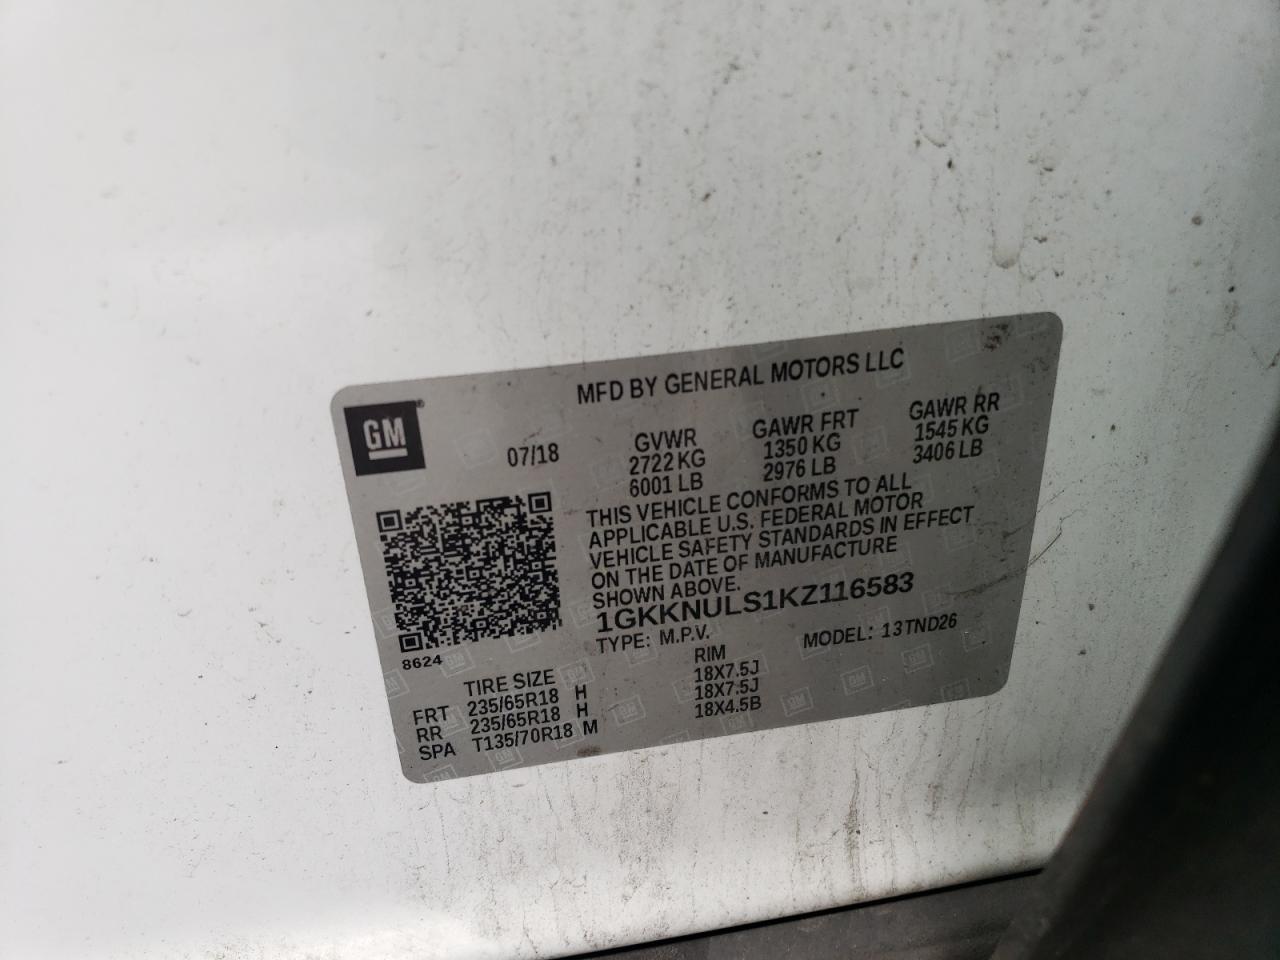 MFD BY GENERAL MOTORS LLC
GM
07/18
GVWR GAWR FRT GAWR RR
2722 KG 1350 KG 1545 KG
6001 LB 2976 LB 3406 LB
THIS VEHICLE CONFORMS TO ALL
APPLICABLE U.S. FEDERAL MOTOR
VEHICLE SAFETY STANDARDS IN EFFECT
ON THE DATE OF MANUFACTURE
SHOWN ABOVE.
1GKKNULS1KZ116583
TYPE: M.P.V. MODEL: 13TND26
8624
TIRE SIZE RIM
FRT 235/65R18 H 18X7.5J
RR 235/65R18 H 18X7.5J
SPA T135/70R18 M 18X4.5B